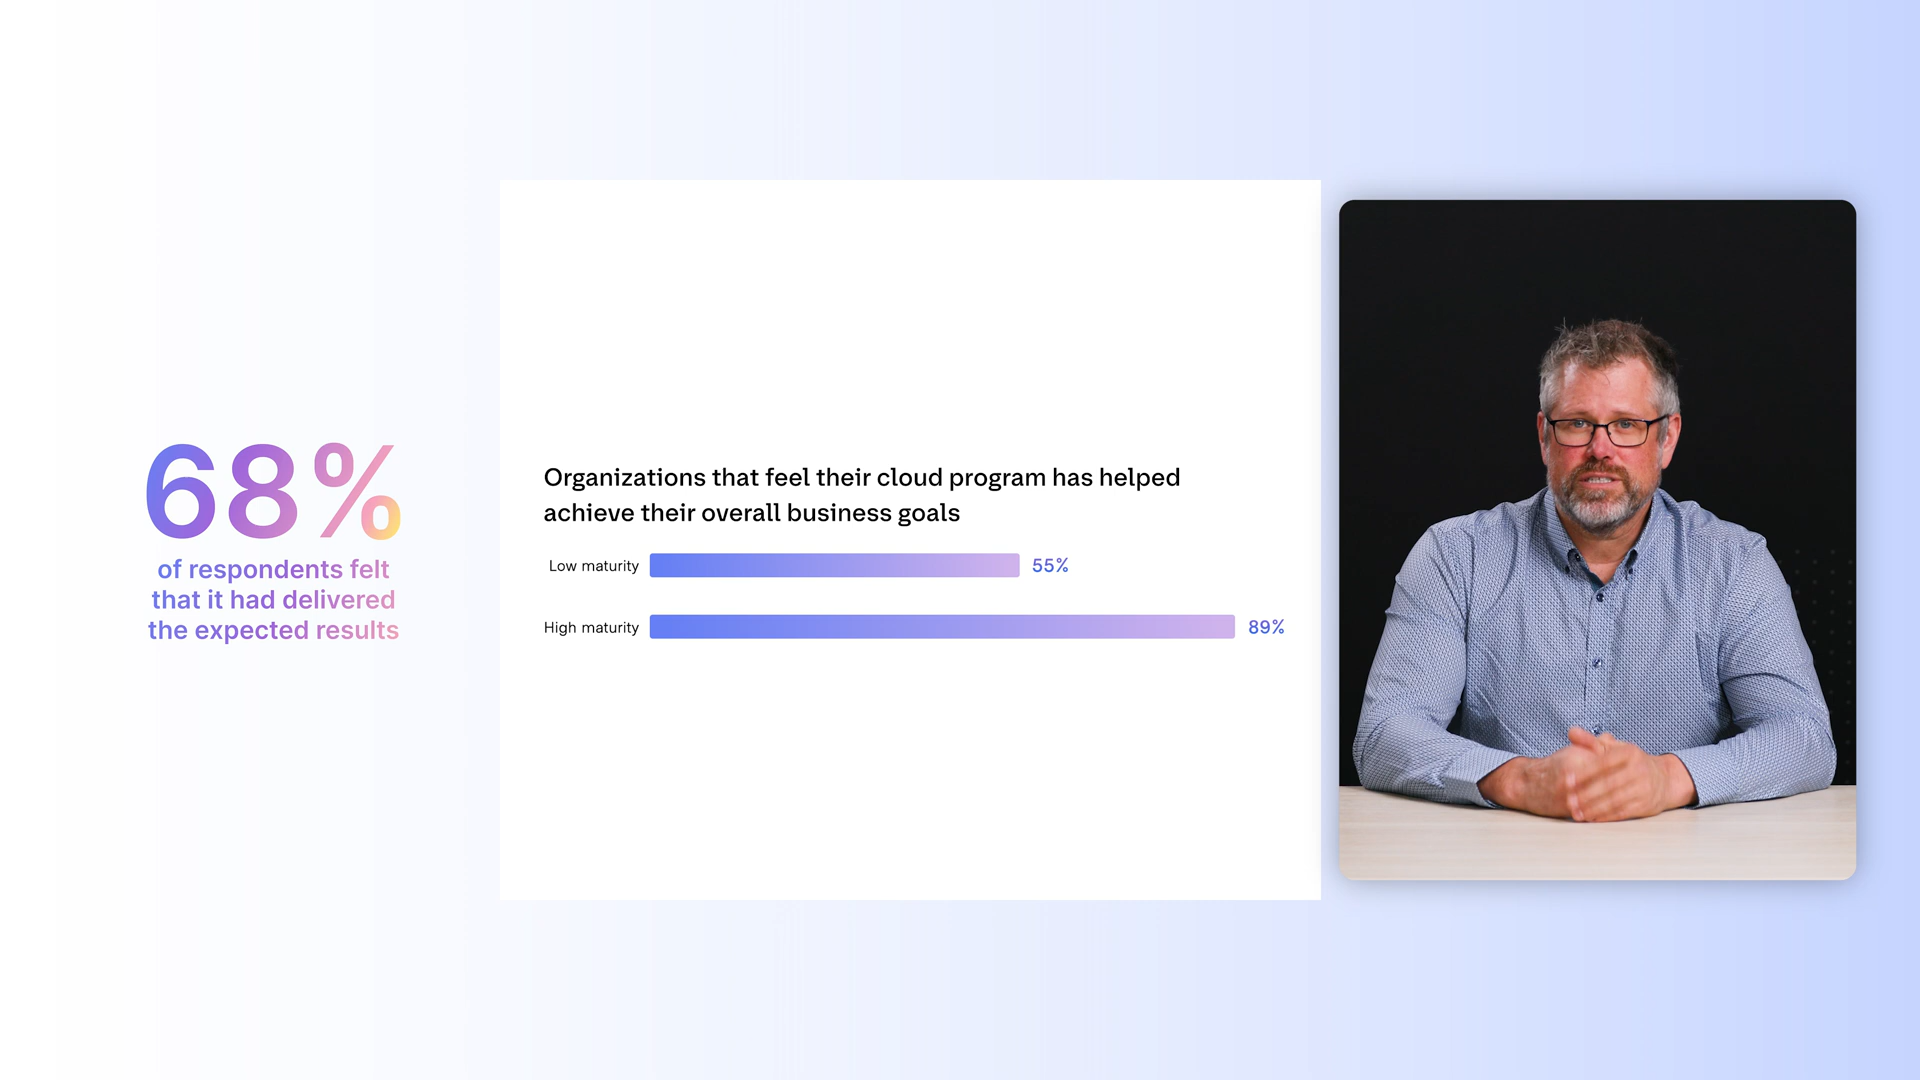 68%
of respondents felt
that it had delivered
the expected results
Organizations that feel their cloud program has helped
achieve their overall business goals
Low maturity 55%
High maturity 89%